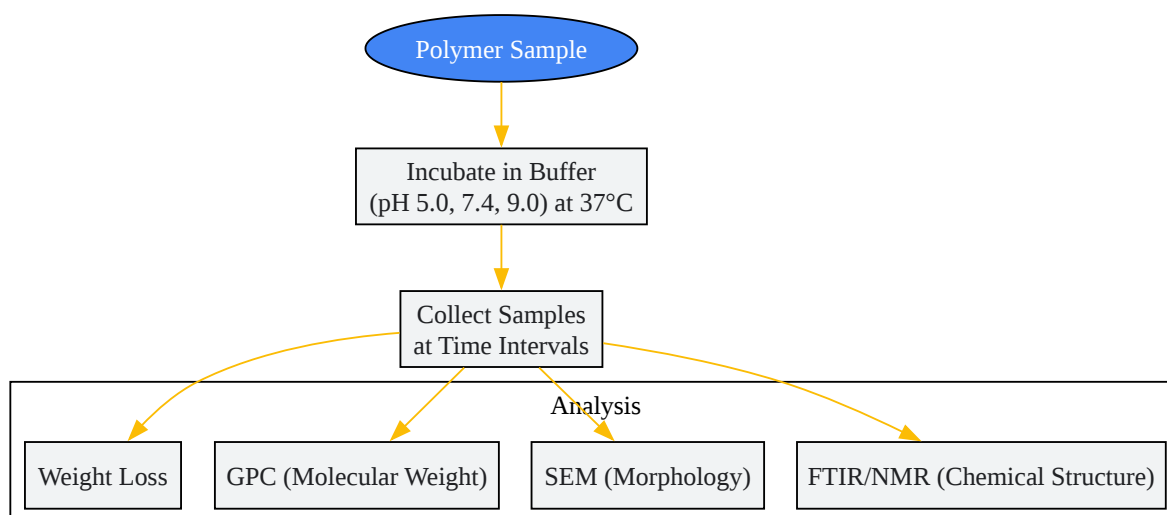 Polymer Sample
Incubate in Buffer
(pH 5.0, 7.4, 9.0) at 37°C
Collect Samples
at Time Intervals
Analysis
Weight Loss
GPC (Molecular Weight)
SEM (Morphology)
FTIR/NMR (Chemical Structure)